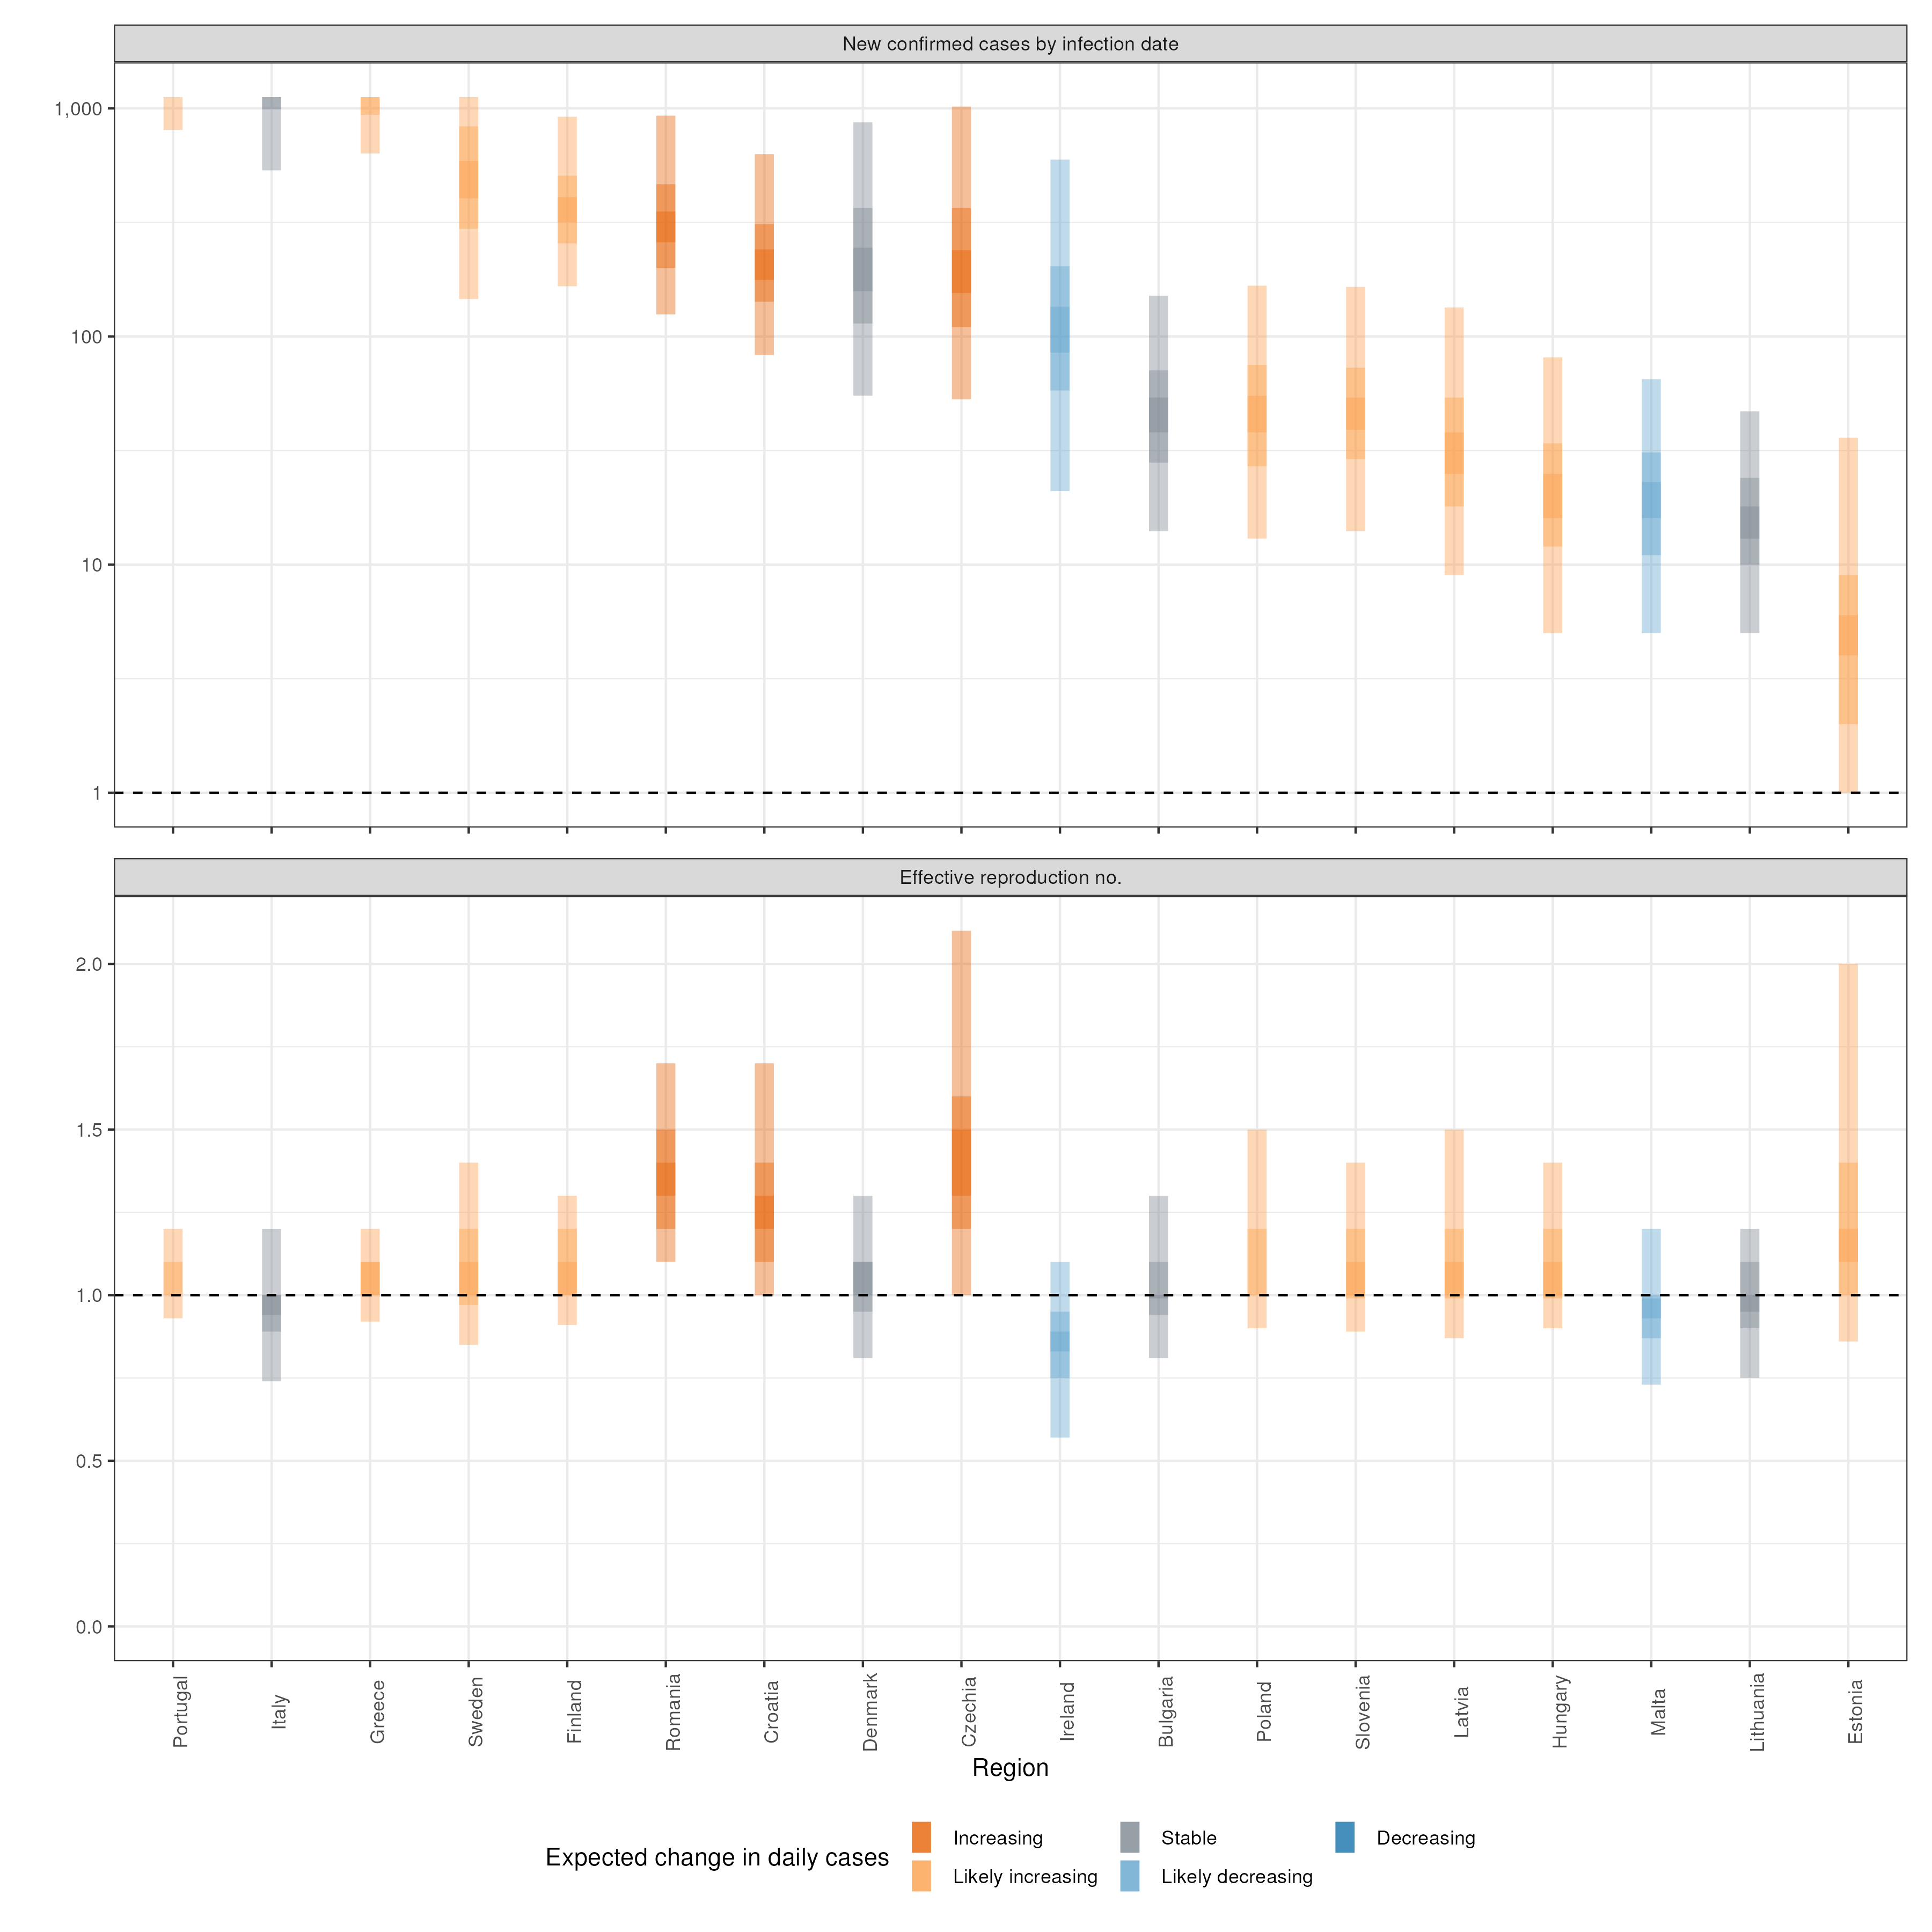 New confirmed cases by infection date
1,000
100
10
1
Effective reproduction no.
2.0
1.5
1.0
0.5
0.0
Portugal
Italy
Greece
Sweden
Finland
Romania
Croatia
Denmark
Czechia
Ireland
Bulgaria
Poland
Slovenia
Latvia
Hungary
Malta
Lithuania
Estonia
Region
Expected change in daily cases
Increasing
Stable
Decreasing
Likely increasing
Likely decreasing